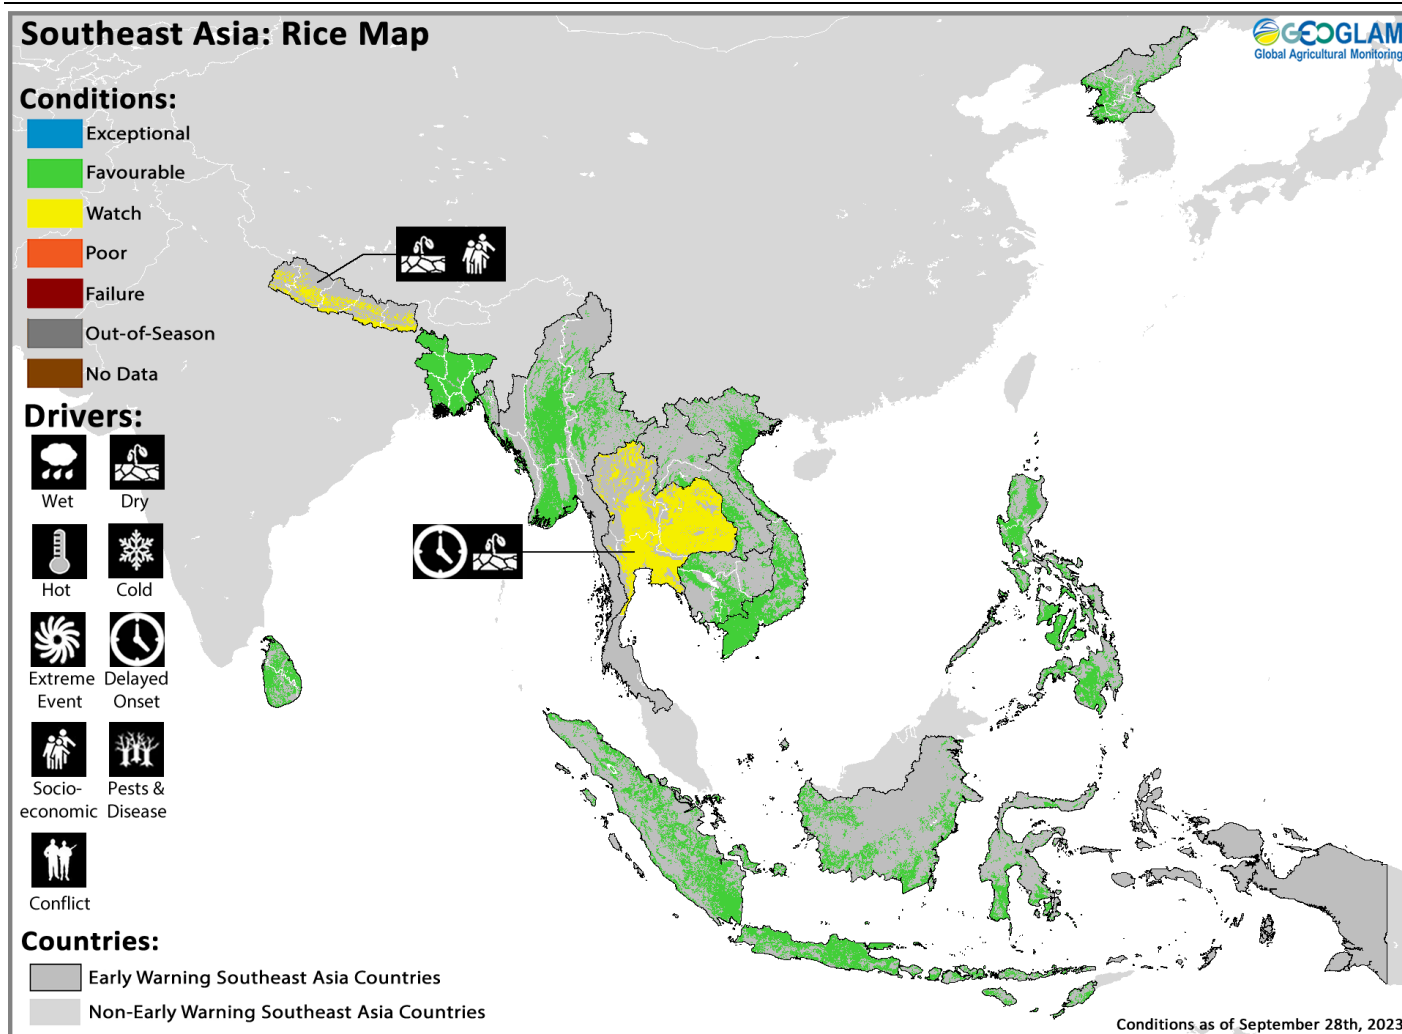 Southeast Asia: Rice Map
GEOGLAM
Global Agricultural Monitoring
Conditions:
Exceptional
Favourable
Watch
Poor
Failure
Out-of-Season
No Data
Drivers:
Wet
Dry
Hot
Cold
Extreme
Event
Delayed
Onset
Socio-
economic
Pests &
Disease
Conflict
Countries:
Early Warning Southeast Asia Countries
Non-Early Warning Southeast Asia Countries
Conditions as of September 28th, 2023